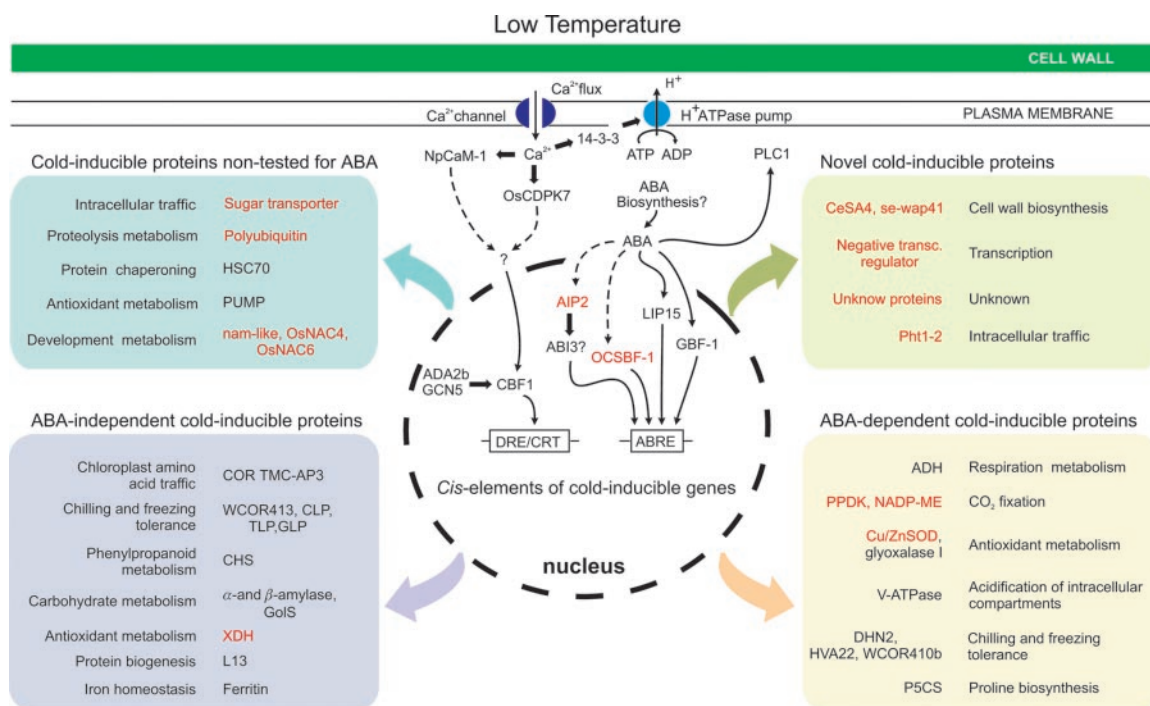 Low Temperature
CELL WALL
Ca²⁺flux
H⁺
Ca²⁺channel
H⁺ATPase pump
PLASMA MEMBRANE
14-3-3
NpCaM-1
Ca²⁺
ATP ADP
PLC1
OsCDPK7
ABA
Biosynthesis?
ABA
?
AIP2
LIP15
ABI3?
OCSBF-1
GBF-1
ADA2b
GCN5
CBF1
DRE/CRT
ABRE
Cis-elements of cold-inducible genes
nucleus
Cold-inducible proteins non-tested for ABA
Intracellular traffic Sugar transporter
Proteolysis metabolism Polyubiquitin
Protein chaperoning HSC70
Antioxidant metabolism PUMP
Development metabolism nam-like, OsNAC4,
OsNAC6
Novel cold-inducible proteins
CeSA4, se-wap41 Cell wall biosynthesis
Negative transc.
regulator Transcription
Unknow proteins Unknown
Pht1-2 Intracellular traffic
ABA-independent cold-inducible proteins
Chloroplast amino
acid traffic COR TMC-AP3
Chilling and freezing
tolerance WCOR413, CLP,
TLP,GLP
Phenylpropanoid
metabolism CHS
Carbohydrate metabolism α-and β-amylase,
GolS
Antioxidant metabolism XDH
Protein biogenesis L13
Iron homeostasis Ferritin
ABA-dependent cold-inducible proteins
ADH Respiration metabolism
PPDK, NADP-ME CO₂ fixation
Cu/ZnSOD,
glyoxalase I Antioxidant metabolism
V-ATPase Acidification of intracellular
compartments
DHN2,
HVA22, WCOR410b Chilling and freezing
tolerance
P5CS Proline biosynthesis